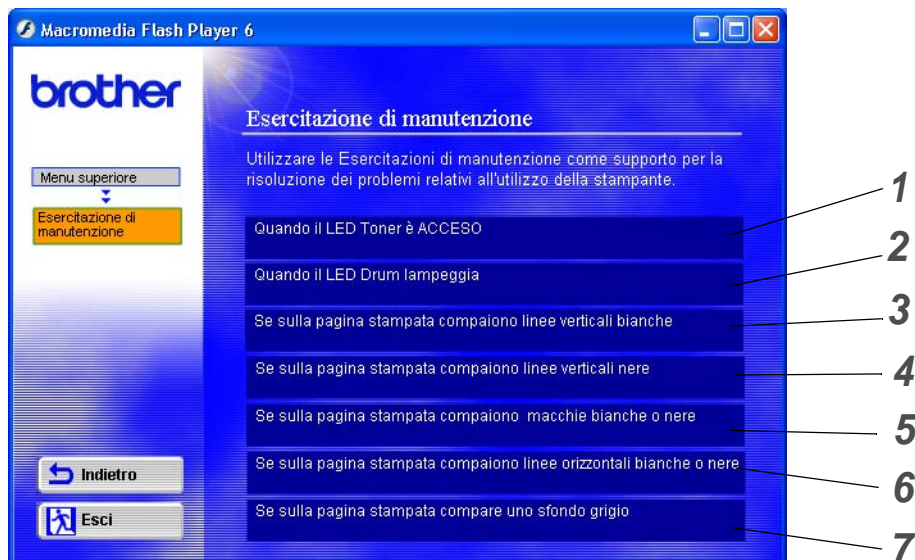 Macromedia Flash Player 6
brother
Menu superiore
Esercitazione di
manutenzione
Indietro
Esci
Esercitazione di manutenzione
Utilizzare le Esercitazioni di manutenzione come supporto per la
risoluzione dei problemi relativi all'utilizzo della stampante.
Quando il LED Toner è ACCESO
Quando il LED Drum lampeggia
Se sulla pagina stampata compaiono linee verticali bianche
Se sulla pagina stampata compaiono linee verticali nere
Se sulla pagina stampata compaiono macchie bianche o nere
Se sulla pagina stampata compaiono linee orizzontali bianche o nere
Se sulla pagina stampata compare uno sfondo grigio
1
2
3
4
5
6
7